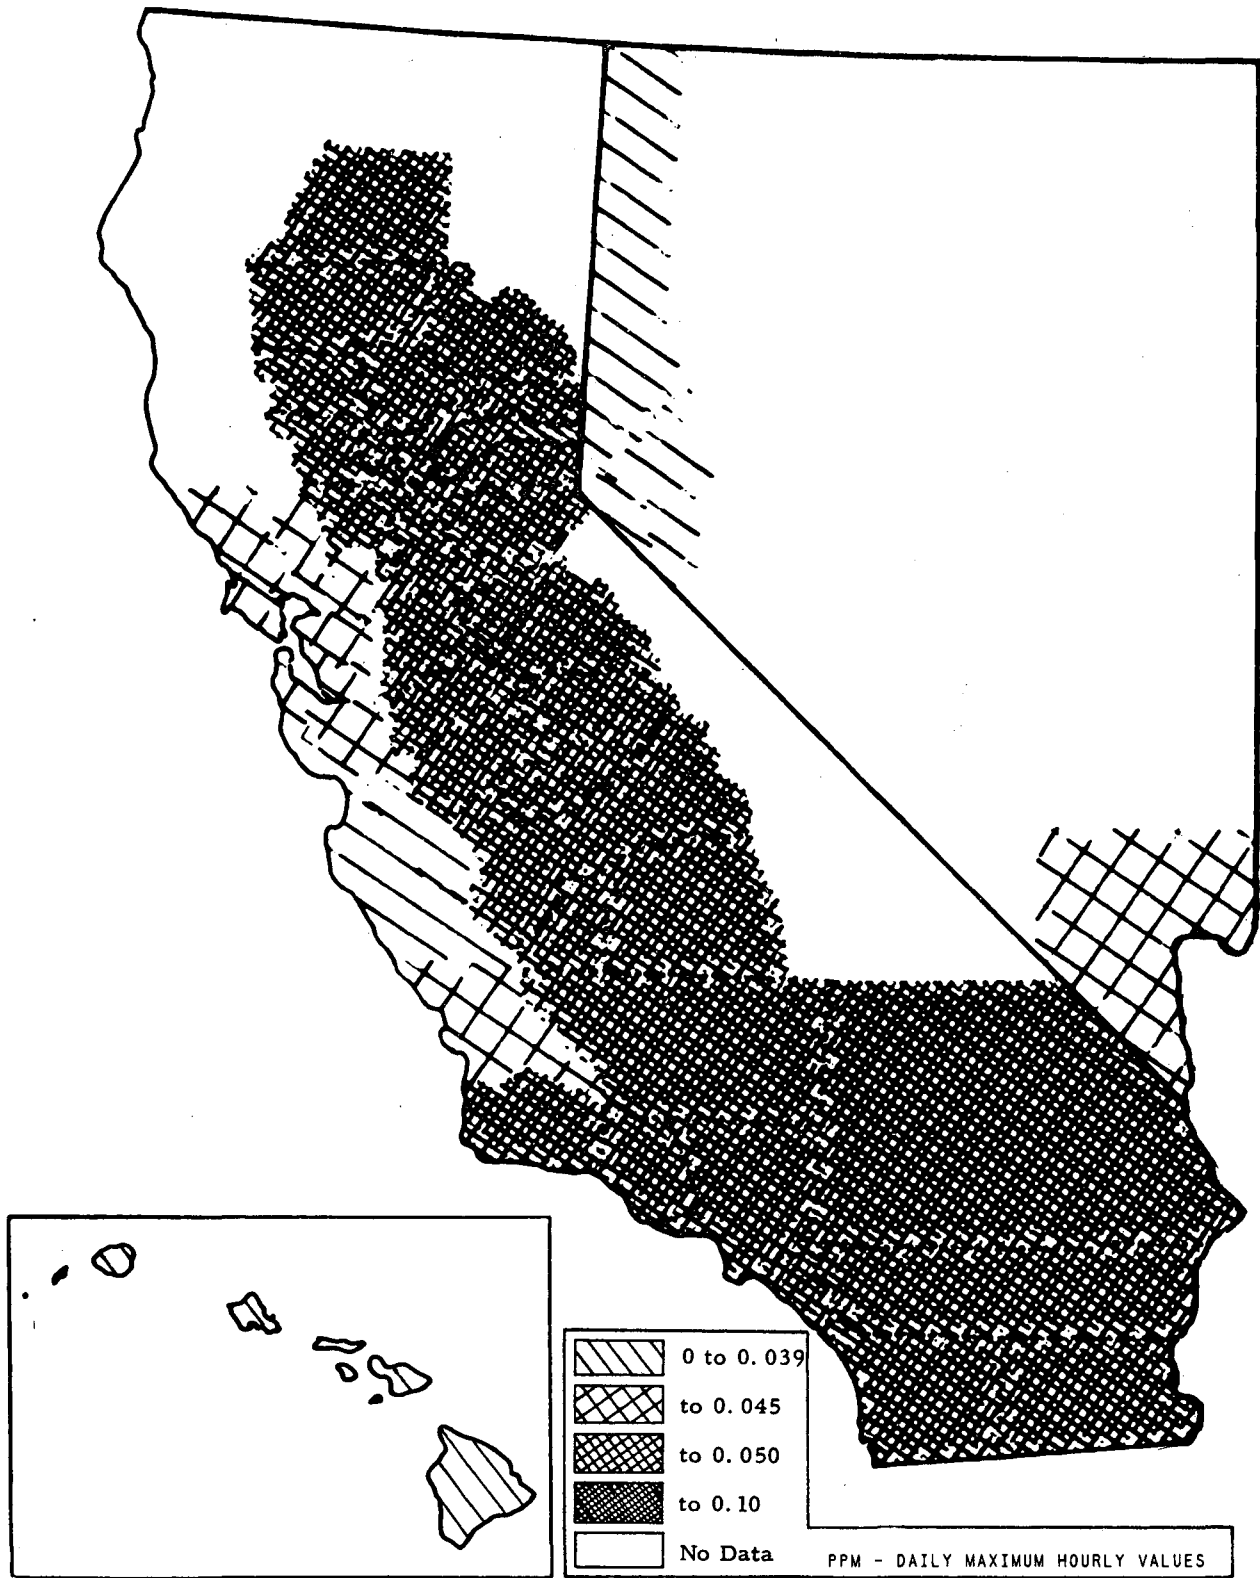 0 to 0.039
to 0.045
to 0.050
to 0.10
No Data
PPM - DAILY MAXIMUM HOURLY VALUES